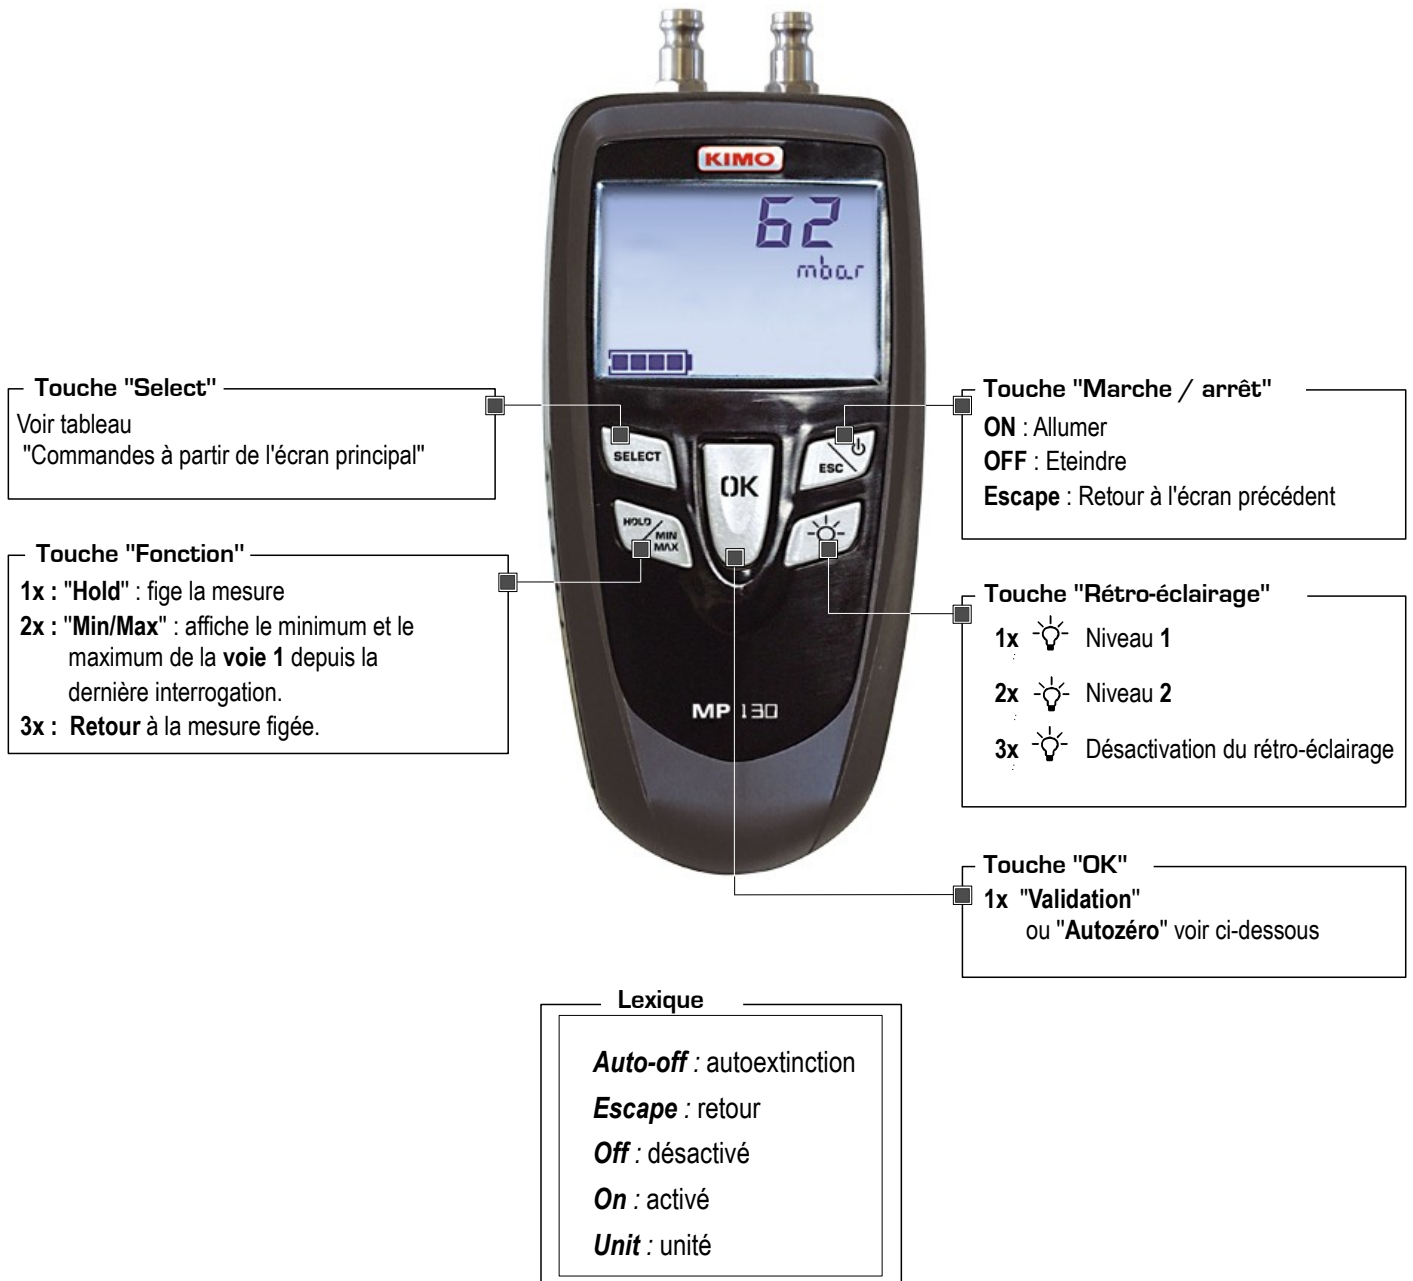 KIMO
62
mbar
SELECT
OK
ESC
HOLD
MIN
MAX
MP 130
Touche "Select"
Voir tableau
"Commandes à partir de l'écran principal"
Touche "Fonction"
1x : "Hold" : fige la mesure
2x : "Min/Max" : affiche le minimum et le
maximum de la voie 1 depuis la
dernière interrogation.
3x : Retour à la mesure figée.
Touche "Marche / arrêt"
ON : Allumer
OFF : Eteindre
Escape : Retour à l'écran précédent
Touche "Rétro-éclairage"
1x Niveau 1
2x Niveau 2
3x Désactivation du rétro-éclairage
Touche "OK"
1x "Validation"
ou "Autozéro" voir ci-dessous
Lexique
Auto-off : autoextinction
Escape : retour
Off : désactivé
On : activé
Unit : unité